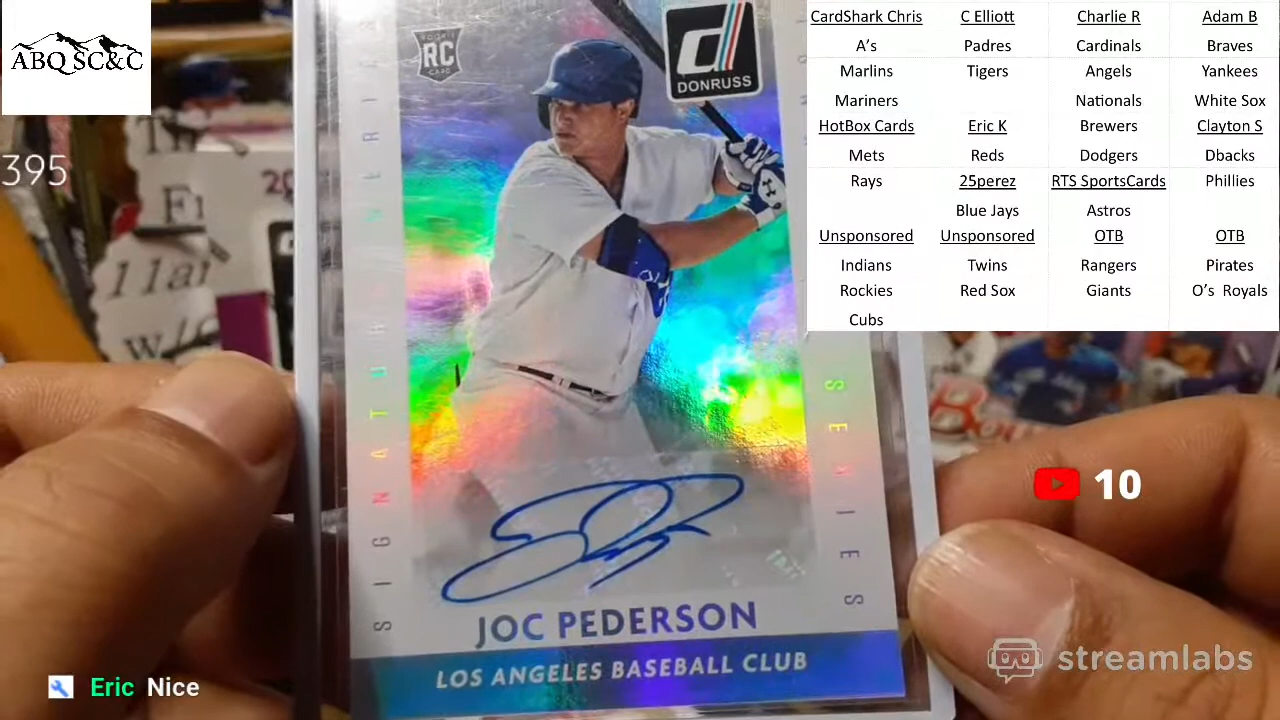 ABQ SC&C
395
CardShark Chris
C Elliott
Charlie R
Adam B
A's
Padres
Cardinals
Braves
Marlins
Tigers
Angels
Yankees
Mariners
Nationals
White Sox
HotBox Cards
Eric K
Brewers
Clayton S
Mets
Reds
Dodgers
Dbacks
Rays
25perez
RTS SportsCards
Phillies
Blue Jays
Astros
Unsponsored
Unsponsored
OTB
OTB
Indians
Twins
Rangers
Pirates
Rockies
Red Sox
Giants
O's Royals
Cubs
ROOKIE
RC
CARD
d
DONRUSS
SIGNATURE
SERIES
JOC PEDERSON
LOS ANGELES BASEBALL CLUB
10
Eric Nice
streamlabs